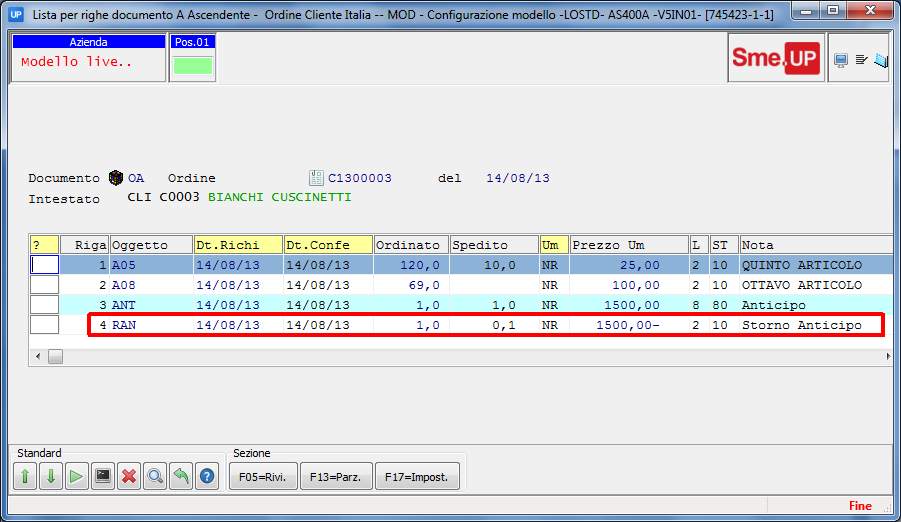 UP Lista per righe documento A Ascendente - Ordine Cliente Italia -- MOD - Configurazione modello -LOSTD- AS400A -V5IN01- [745423-1-1]
Azienda Pos.01
Modello live..
Sme.UP
Documento OA Ordine C1300003 del 14/08/13
Intestato CLI C0003 BIANCHI CUSCINETTI
? Riga Oggetto Dt.Richi Dt.Confe Ordinato Spedito Um Prezzo Um L ST Nota
1 A05 14/08/13 14/08/13 120,0 10,0 NR 25,00 2 10 QUINTO ARTICOLO
2 A08 14/08/13 14/08/13 69,0 NR 100,00 2 10 OTTAVO ARTICOLO
3 ANT 14/08/13 14/08/13 1,0 1,0 NR 1500,00 8 80 Anticipo
4 RAN 14/08/13 14/08/13 1,0 0,1 NR 1500,00- 2 10 Storno Anticipo
Standard Sezione
F05=Rivi. F13=Parz. F17=Impost.
Fine